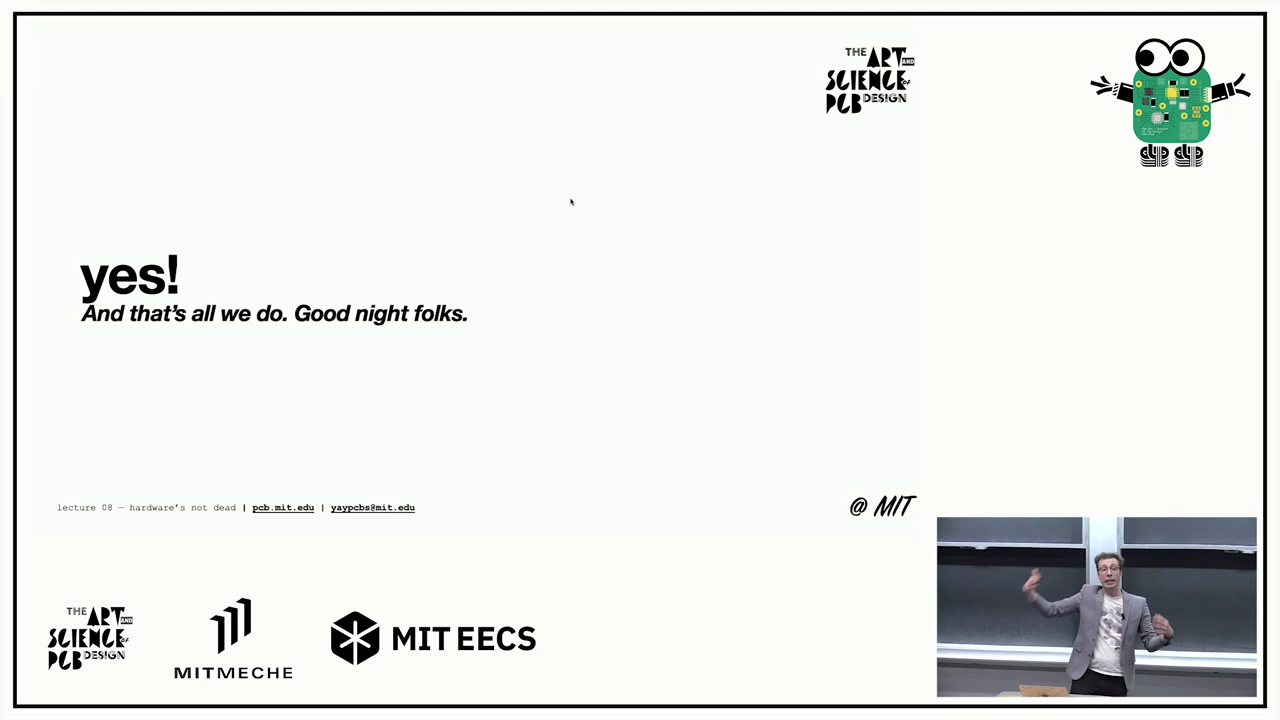 THE ART AND
SCIENCE OF
PCB DESIGN
yes!
And that's all we do. Good night folks.
lecture 08 — hardware's not dead | pcb.mit.edu | yaypcbs@mit.edu
@ MIT
THE ART AND
SCIENCE OF
PCB DESIGN
MITMECHE
MIT EECS